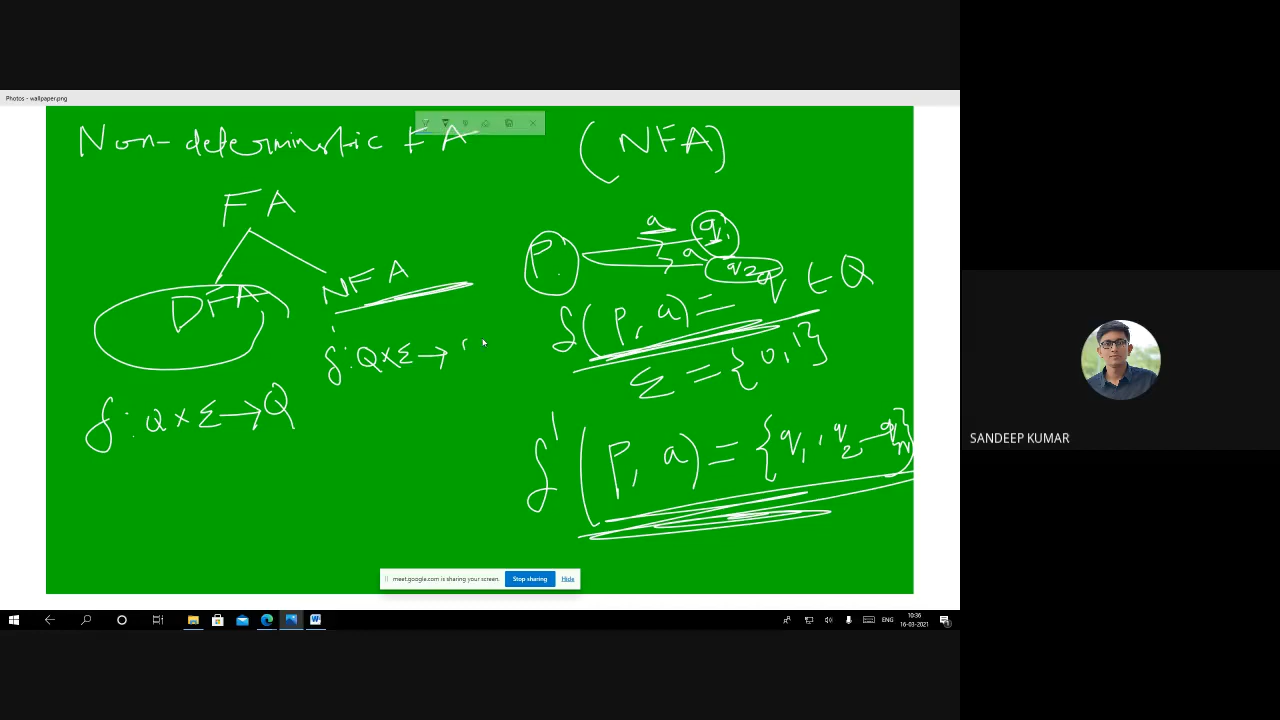 Photos - wallpaper.png
Non-deterministic FA (NFA)
FA
DFA NFA
δ: Q × Σ → Q
δ: Q × Σ →
P a q1
a q2
δ(P, a) = q ∈ Q
Σ = {0, 1}
δ'(P, a) = {q1, q2 — qn}
SANDEEP KUMAR
meet.google.com is sharing your screen. Stop sharing Hide
ENG 10:36
16-03-2021